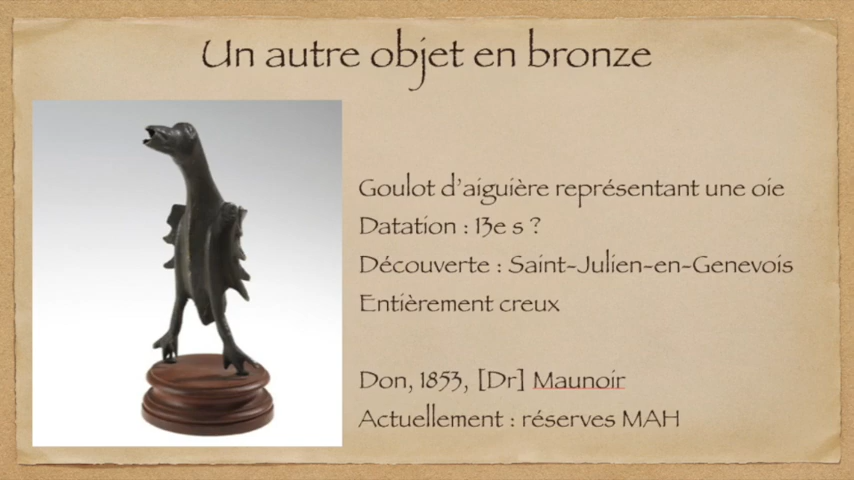 Un autre objet en bronze
Goulot d'aiguière représentant une oie
Datation : 13e s ?
Découverte : Saint-Julien-en-Genevois
Entièrement creux
Don, 1853, [Dr] Maunoir
Actuellement : réserves MAH